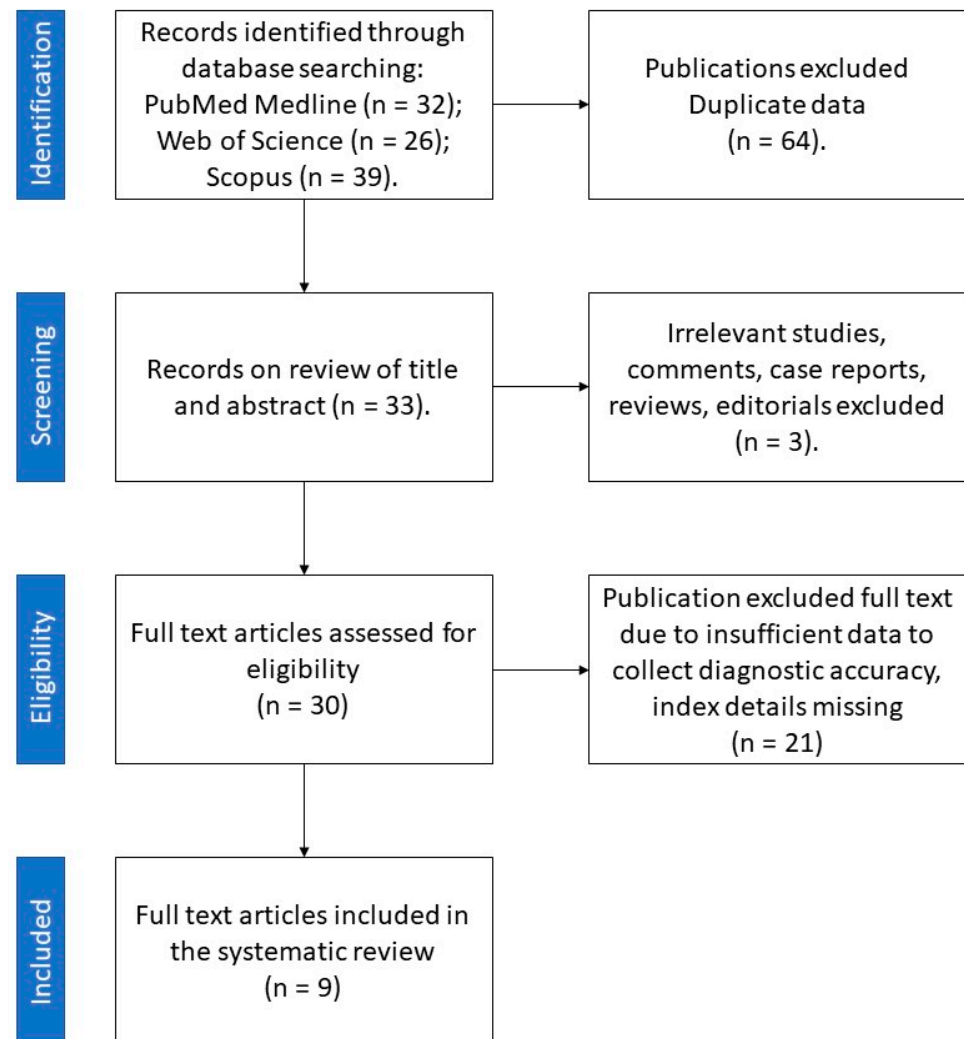 Identification
Records identified through
database searching:
PubMed Medline (n = 32);
Web of Science (n = 26);
Scopus (n = 39).
Publications excluded
Duplicate data
(n = 64).
Screening
Records on review of title
and abstract (n = 33).
Irrelevant studies,
comments, case reports,
reviews, editorials excluded
(n = 3).
Eligibility
Full text articles assessed for
eligibility
(n = 30)
Publication excluded full text
due to insufficient data to
collect diagnostic accuracy,
index details missing
(n = 21)
Included
Full text articles included in
the systematic review
(n = 9)